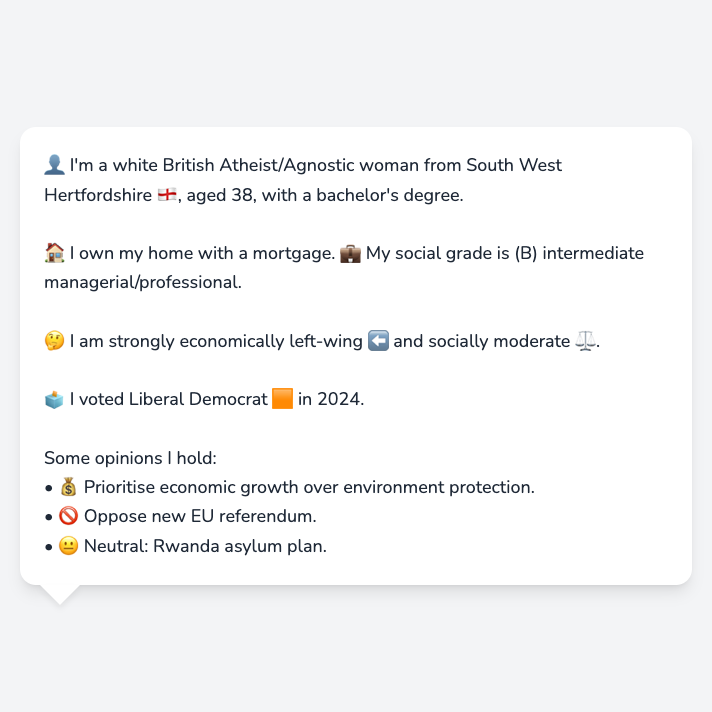 👤 I'm a white British Atheist/Agnostic woman from South West
Hertfordshire 🏴󠁧󠁢󠁥󠁮󠁧󠁿, aged 38, with a bachelor's degree.
🏠 I own my home with a mortgage. 💼 My social grade is (B) intermediate
managerial/professional.
🤔 I am strongly economically left-wing ⬅️ and socially moderate ⚖️.
🗳️ I voted Liberal Democrat 🟧 in 2024.
Some opinions I hold:
• 💰 Prioritise economic growth over environment protection.
• 🚫 Oppose new EU referendum.
• 😐 Neutral: Rwanda asylum plan.